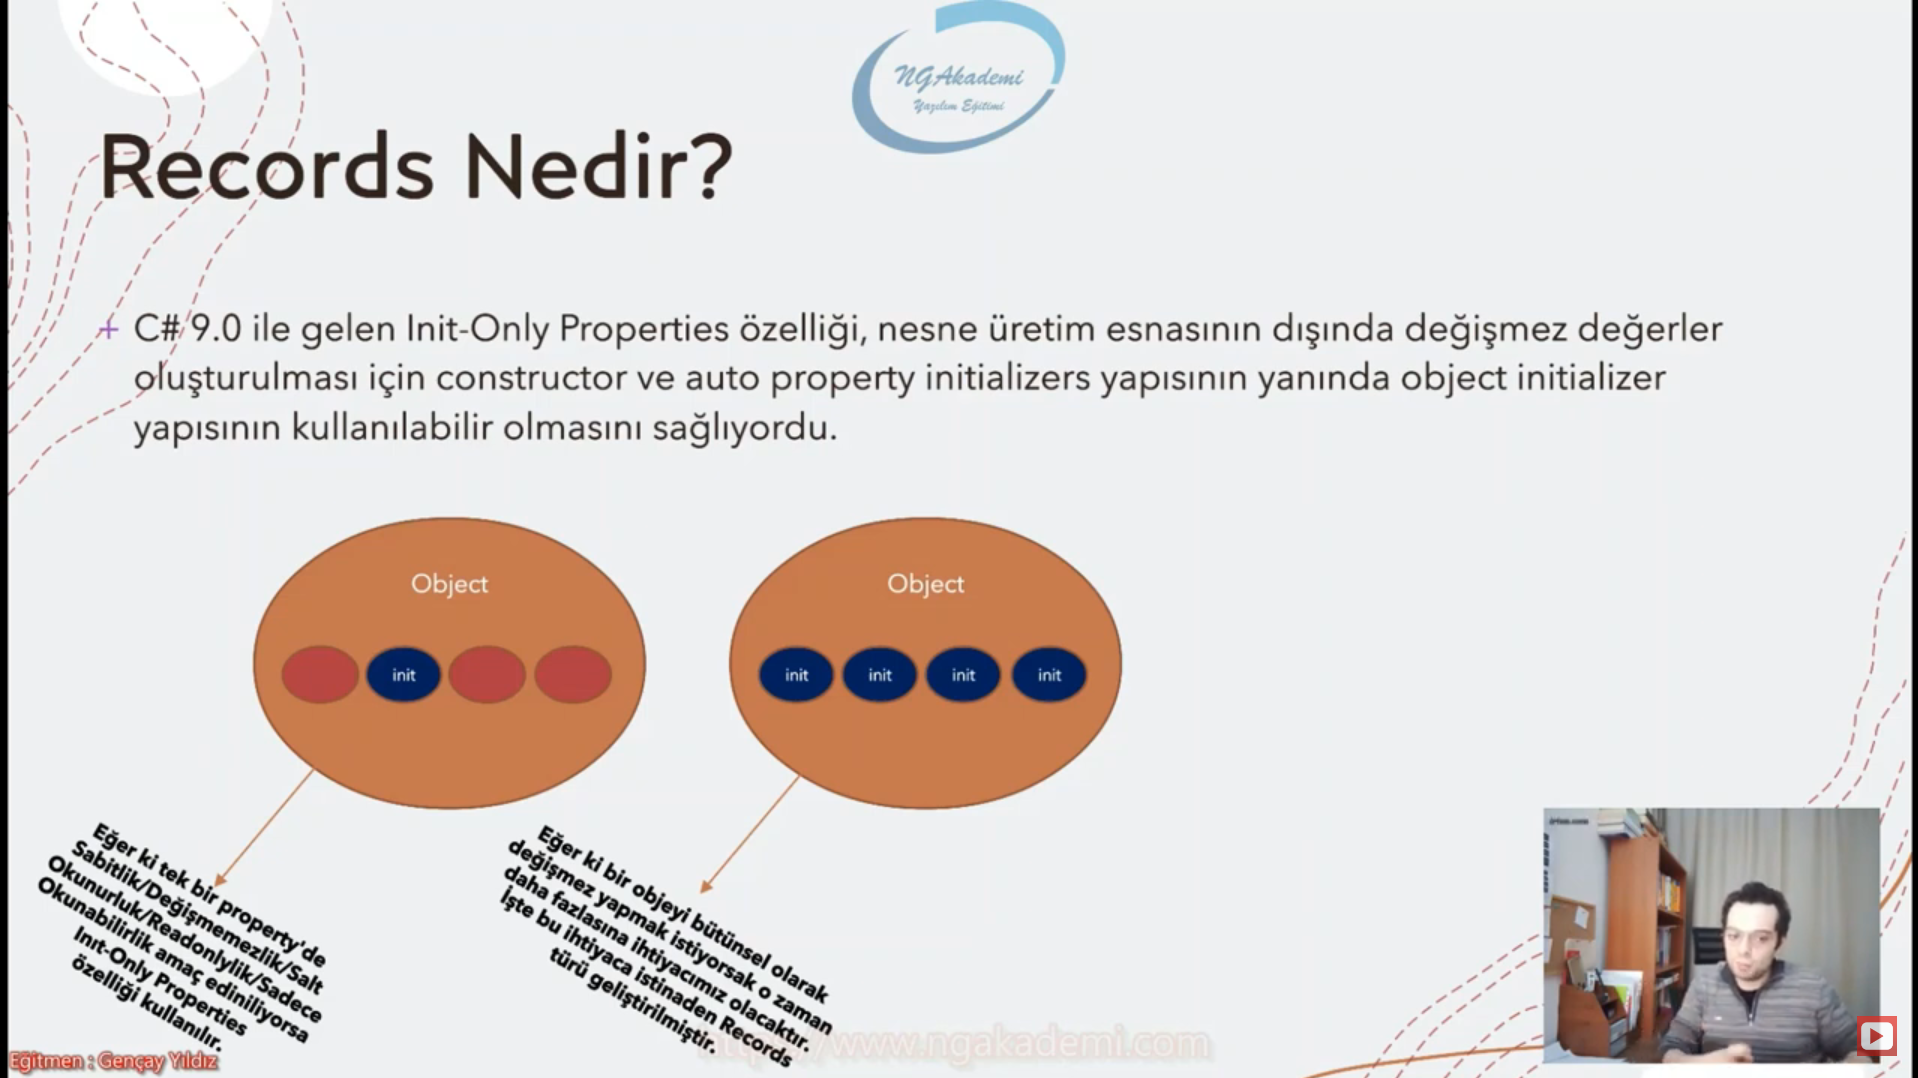 NGAkademi
Yazılım Eğitimi
Records Nedir?
+ C# 9.0 ile gelen Init-Only Properties özelliği, nesne üretim esnasının dışında değişmez değerler
oluşturulması için constructor ve auto property initializers yapısının yanında object initializer
yapısının kullanılabilir olmasını sağlıyordu.
Object
init
Object
init init init init
Eğer ki tek bir property'de
Sabitlik/Değişmemezlik/Salt
Okunurluk/Readonlylik/Sadece
Okunabilirlik amaç ediniliyorsa
Inıt-Only Properties
özelliği kullanılır.
Eğer ki bir objeyi bütünsel olarak
değişmez yapmak istiyorsak o zaman
daha fazlasına ihtiyacımız olacaktır.
İşte bu ihtiyaca istinaden Records
türü geliştirilmiştir.
https://www.ngakademi.com
Eğitmen : Gençay Yıldız